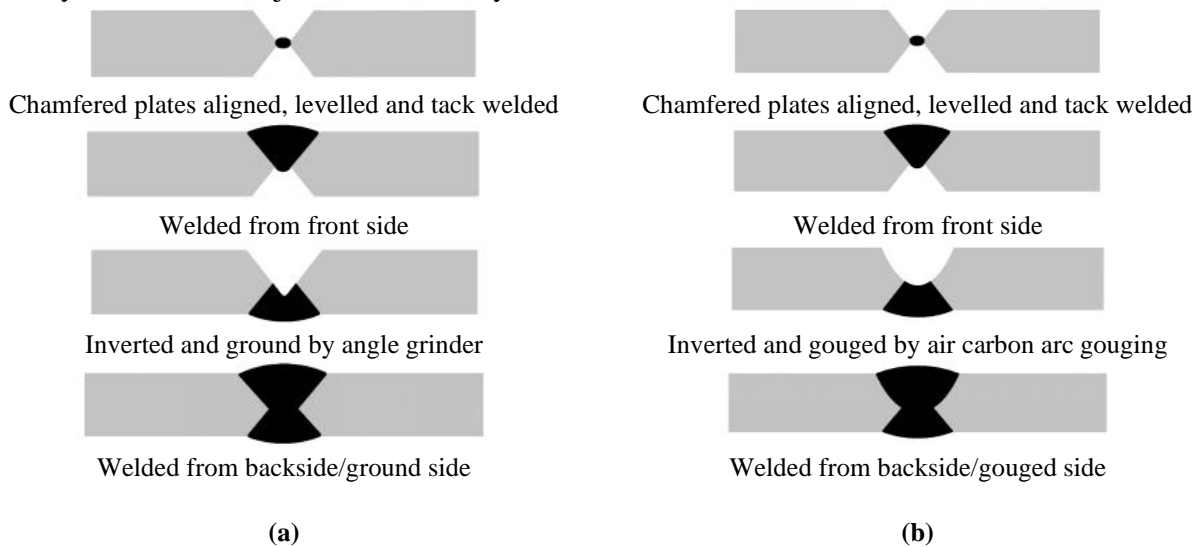 Chamfered plates aligned, levelled and tack welded
Welded from front side
Inverted and ground by angle grinder
Welded from backside/ground side
(a)
Chamfered plates aligned, levelled and tack welded
Welded from front side
Inverted and gouged by air carbon arc gouging
Welded from backside/gouged side
(b)